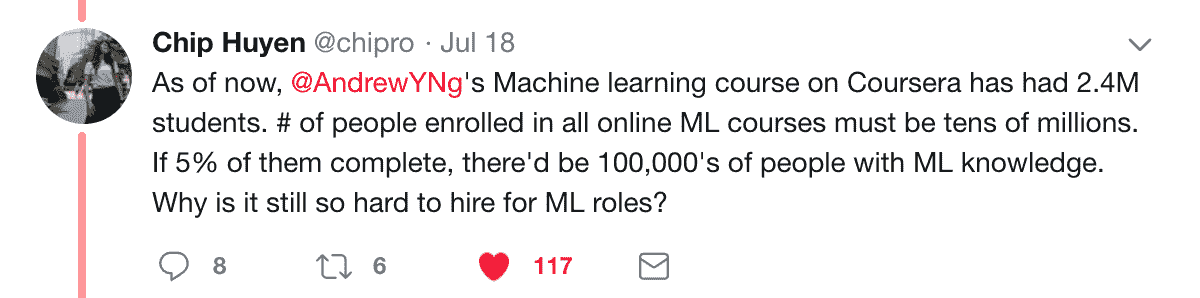 Chip Huyen @chipro · Jul 18
As of now, @AndrewYNg's Machine learning course on Coursera has had 2.4M
students. # of people enrolled in all online ML courses must be tens of millions.
If 5% of them complete, there'd be 100,000's of people with ML knowledge.
Why is it still so hard to hire for ML roles?
8 6 117